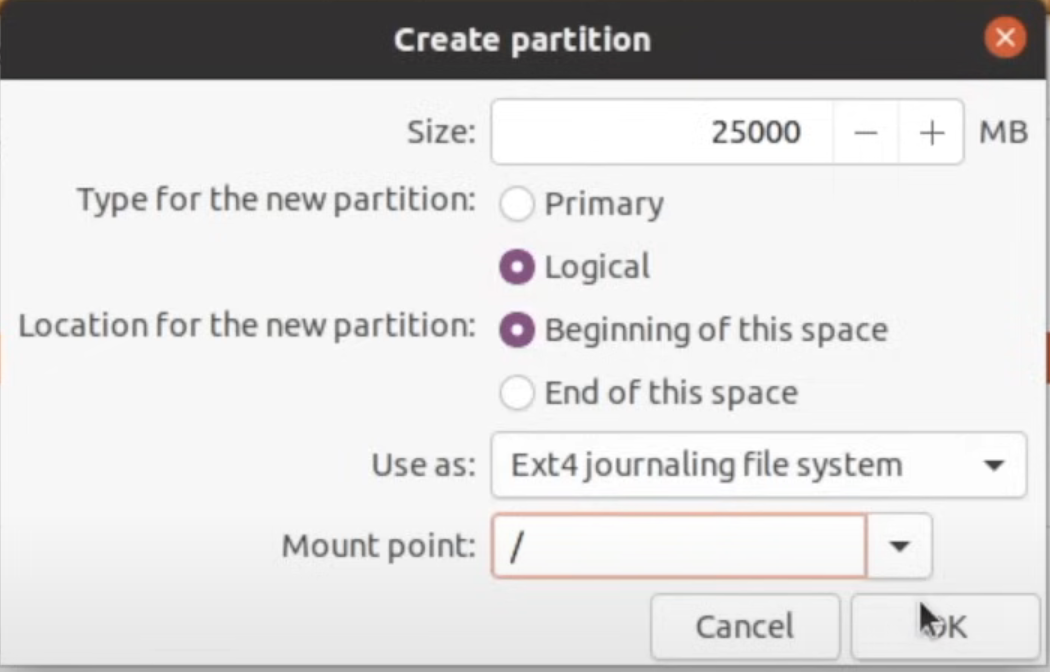 Create partition
Size: 25000 − + MB
Type for the new partition: Primary
Logical
Location for the new partition: Beginning of this space
End of this space
Use as: Ext4 journaling file system
Mount point: /
Cancel OK